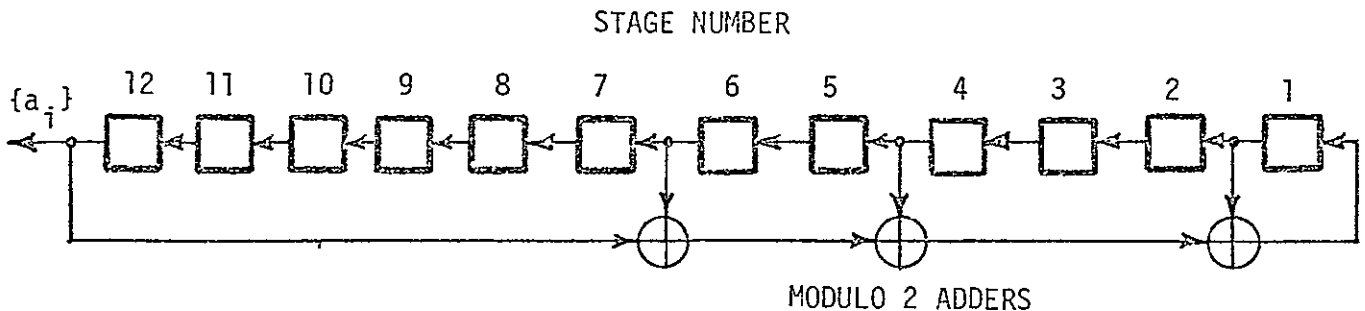 STAGE NUMBER
12 11 10 9 8 7 6 5 4 3 2 1
{a_i}
MODULO 2 ADDERS